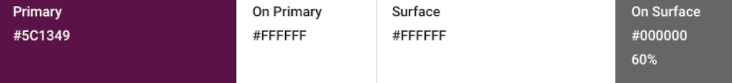 Primary
#5C1349
On Primary
#FFFFFF
Surface
#FFFFFF
On Surface
#000000
60%